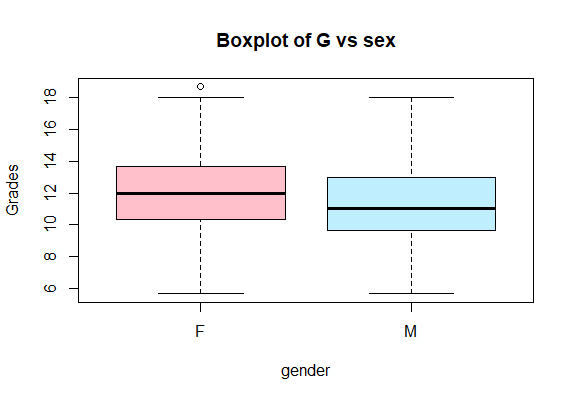 Boxplot of G vs sex
Grades
18
16
14
12
10
8
6
F
M
gender